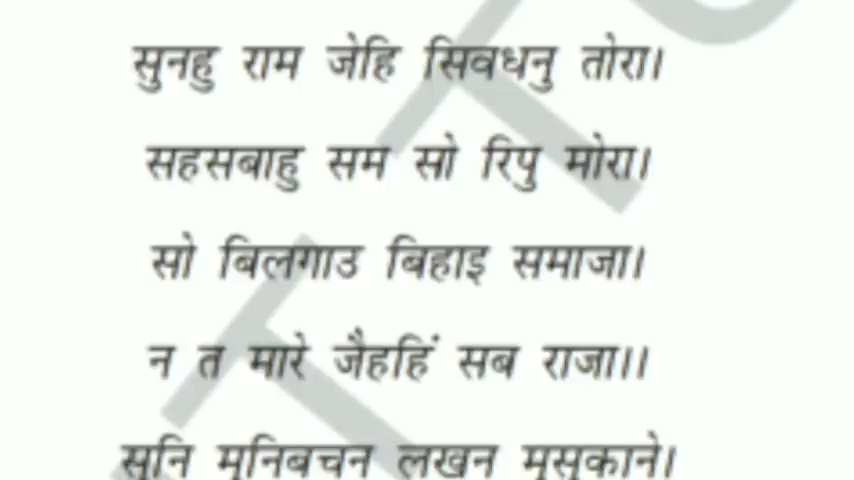 सुनहु राम जेहि सिवधनु तोरा।
सहसबाहु सम सो रिपु मोरा।
सो बिलगाउ बिहाइ समाजा।
न त मारे जैहहिं सब राजा।।
सुनि मुनिबचन लखन मुसुकाने।